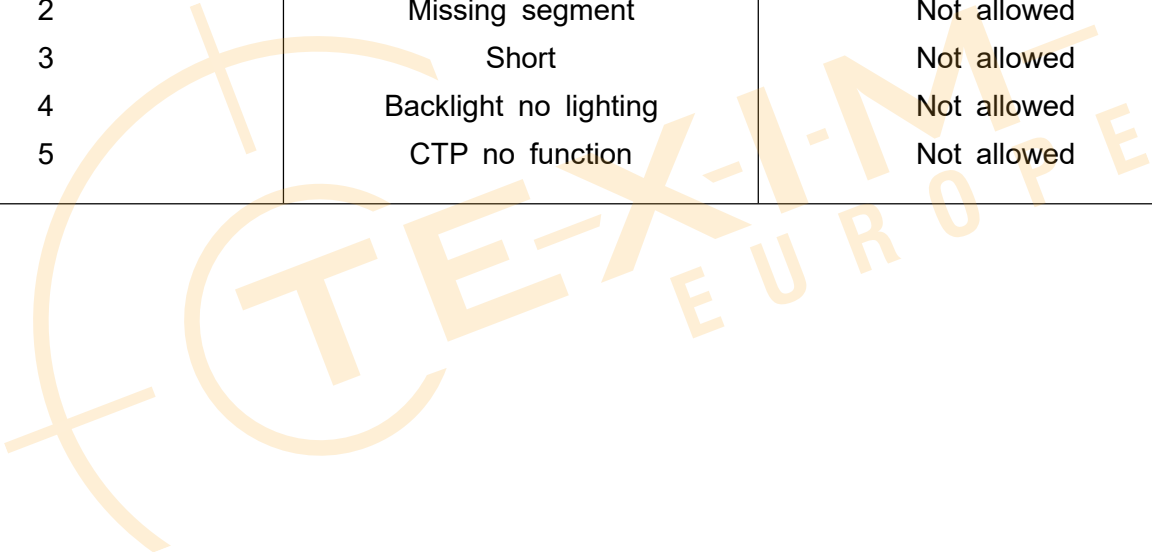 2 Missing segment Not allowed
3 Short Not allowed
4 Backlight no lighting Not allowed
5 CTP no function Not allowed
TEXIM
EUROPE